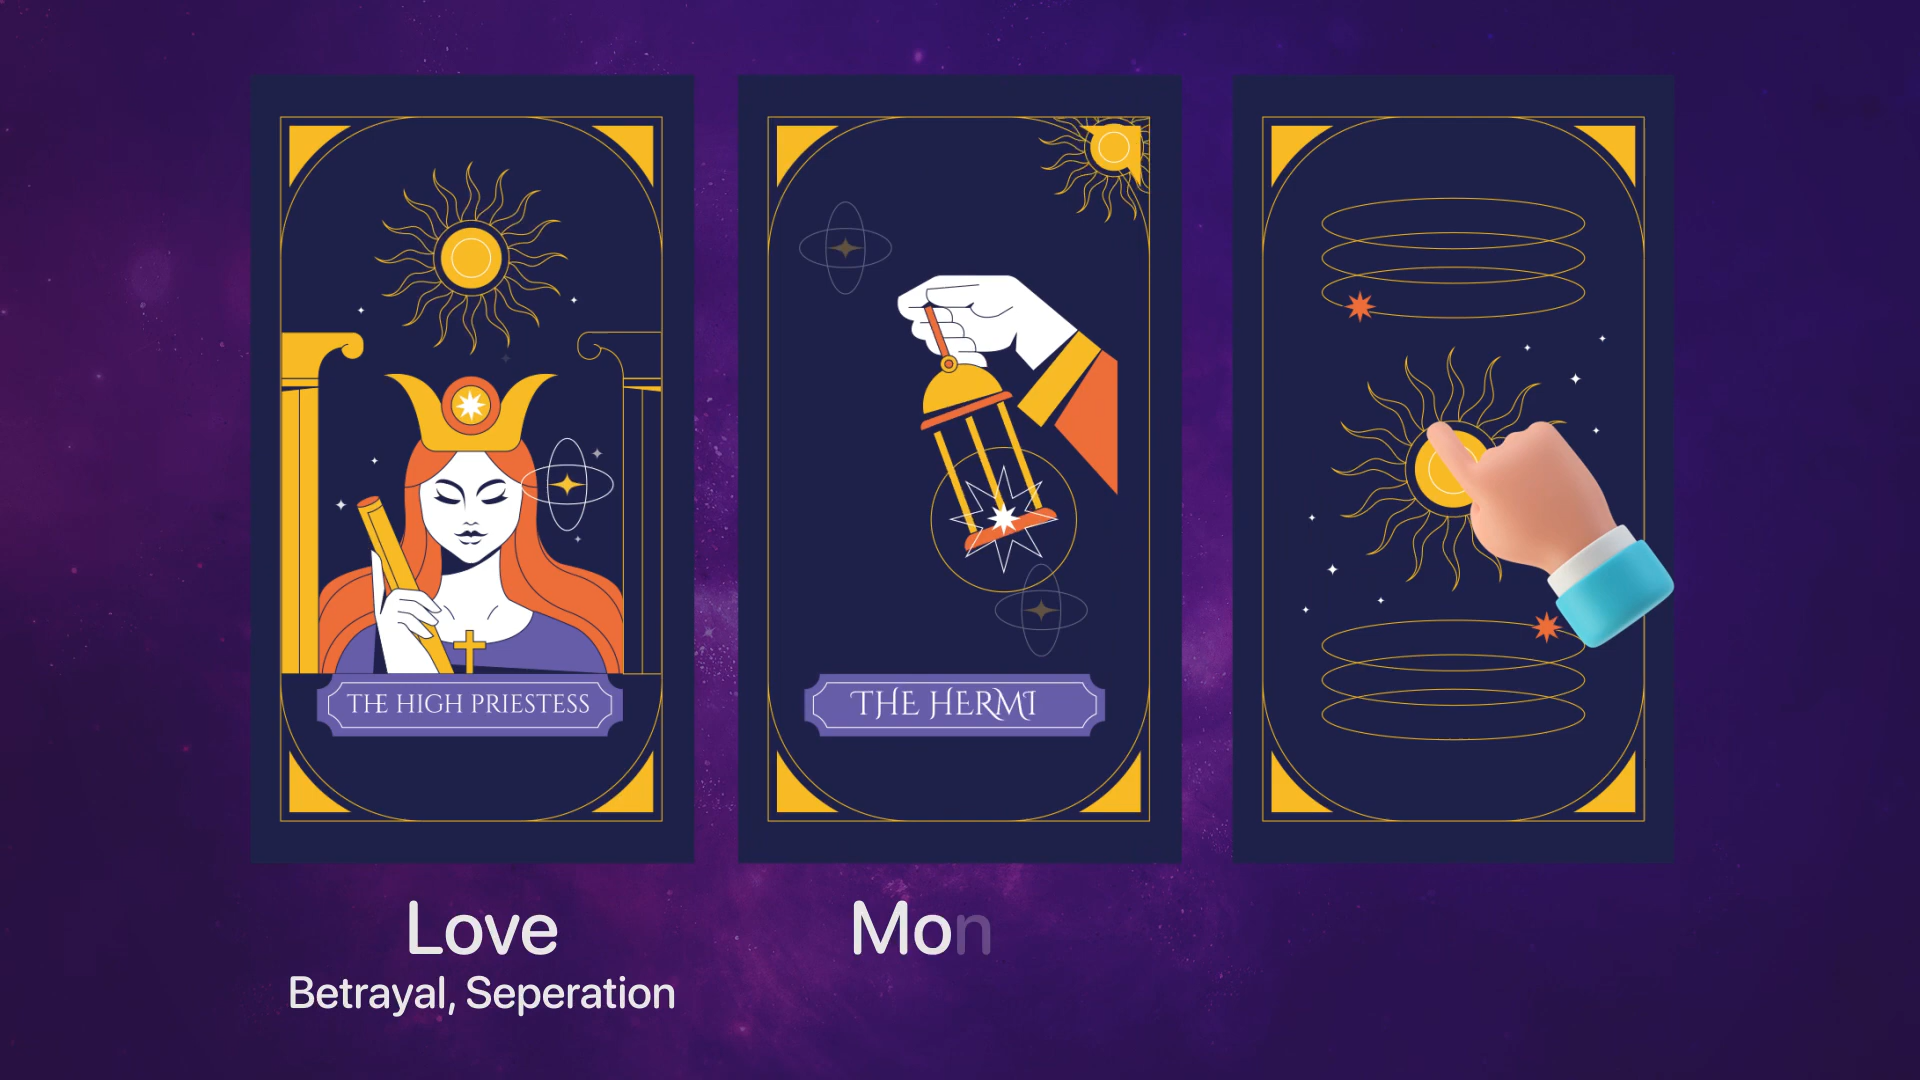 THE HIGH PRIESTESS
THE HERMI
Love
Mon
Betrayal, Seperation